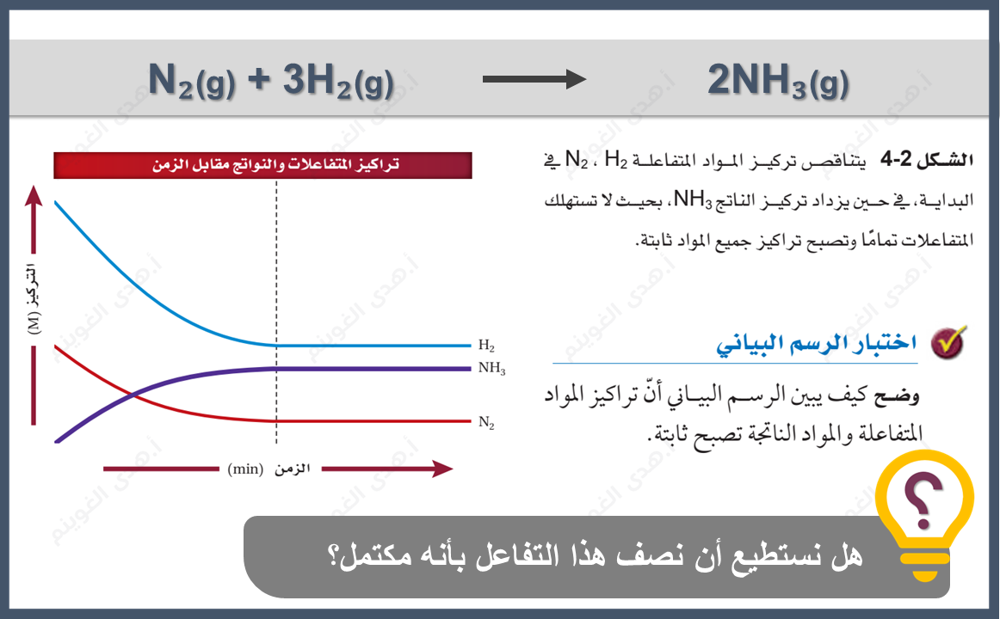 N₂(g) + 3H₂(g) → 2NH₃(g)
الشكل 2-4 يتناقص تركيز المواد المتفاعلة N₂ ، H₂ في
البداية، في حين يزداد تركيز الناتج NH₃، بحيث لا تستهلك
المتفاعلات تمامًا وتصبح تراكيز جميع المواد ثابتة.
تراكيز المتفاعلات والنواتج مقابل الزمن
التركيز (M)
H₂
NH₃
N₂
الزمن (min)
اختبار الرسم البياني
وضح كيف يبين الرسم البياني أنّ تراكيز المواد
المتفاعلة والمواد الناتجة تصبح ثابتة.
؟
هل نستطيع أن نصف هذا التفاعل بأنه مكتمل؟
أ.هدى الغوينم